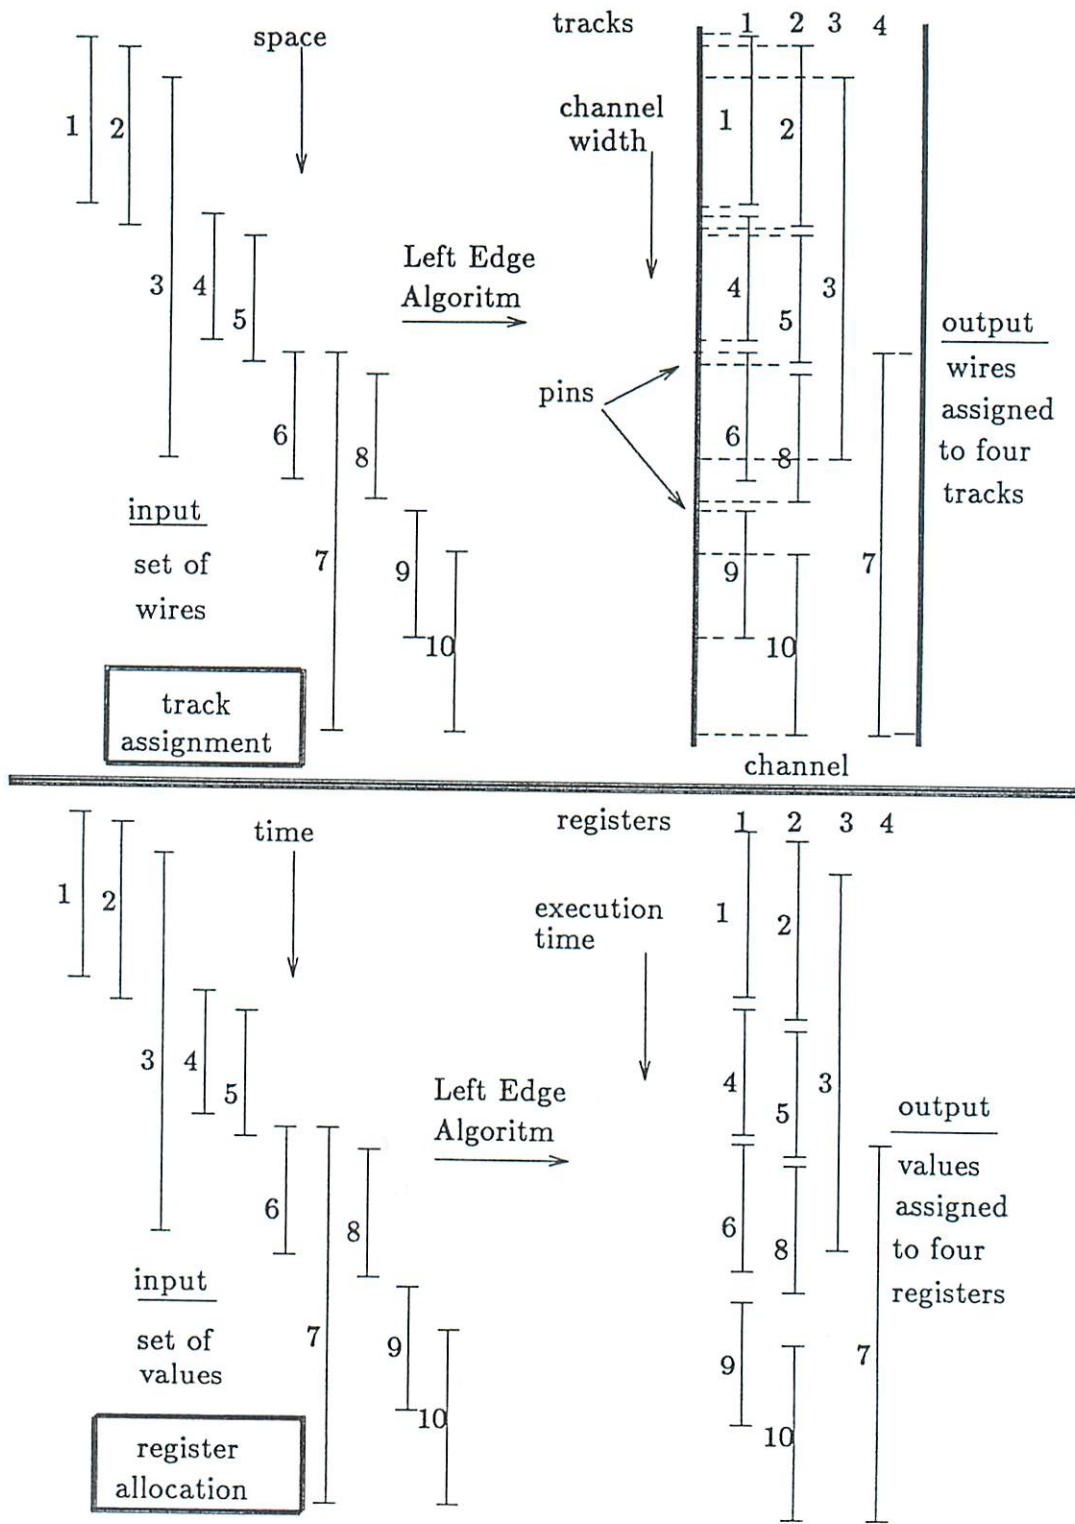 space
1
2
3
4
5
6
7
8
9
10
input
set of
wires
track
assignment
Left Edge
Algoritm
tracks 1 2 3 4
channel
width
pins
1
2
3
4
5
6
8
7
9
10
output
wires
assigned
to four
tracks
channel
time
1
2
3
4
5
6
7
8
9
10
input
set of
values
register
allocation
Left Edge
Algoritm
registers 1 2 3 4
execution
time
1
2
3
4
5
6
8
7
9
10
output
values
assigned
to four
registers